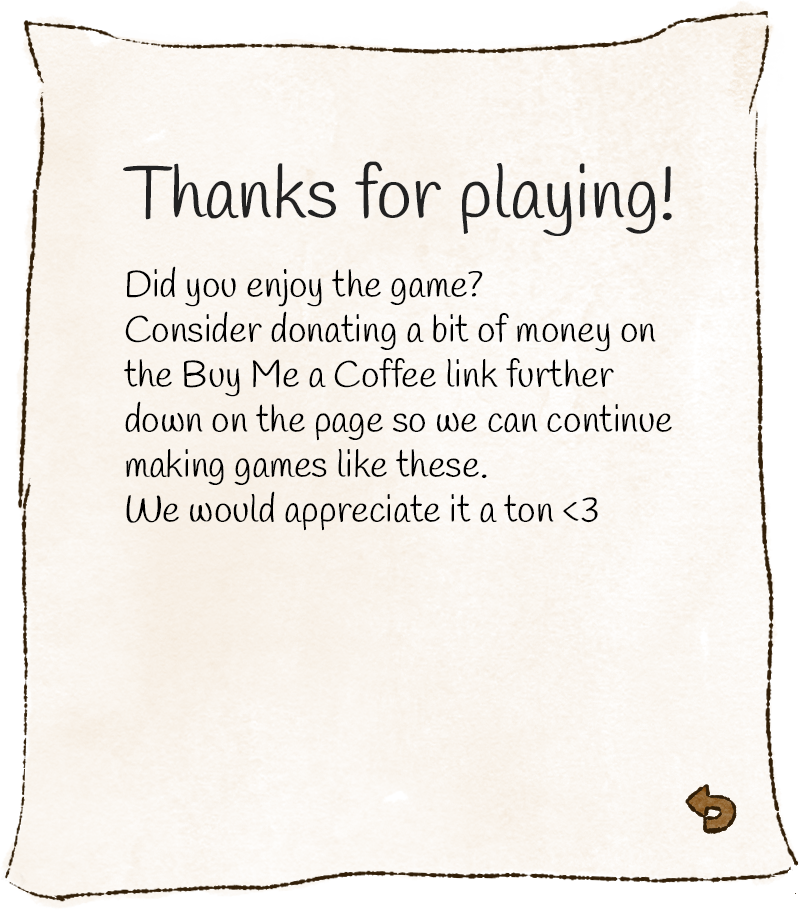 Thanks for playing!
Did you enjoy the game?
Consider donating a bit of money on
the Buy Me a Coffee link further
down on the page so we can continue
making games like these.
We would appreciate it a ton <3